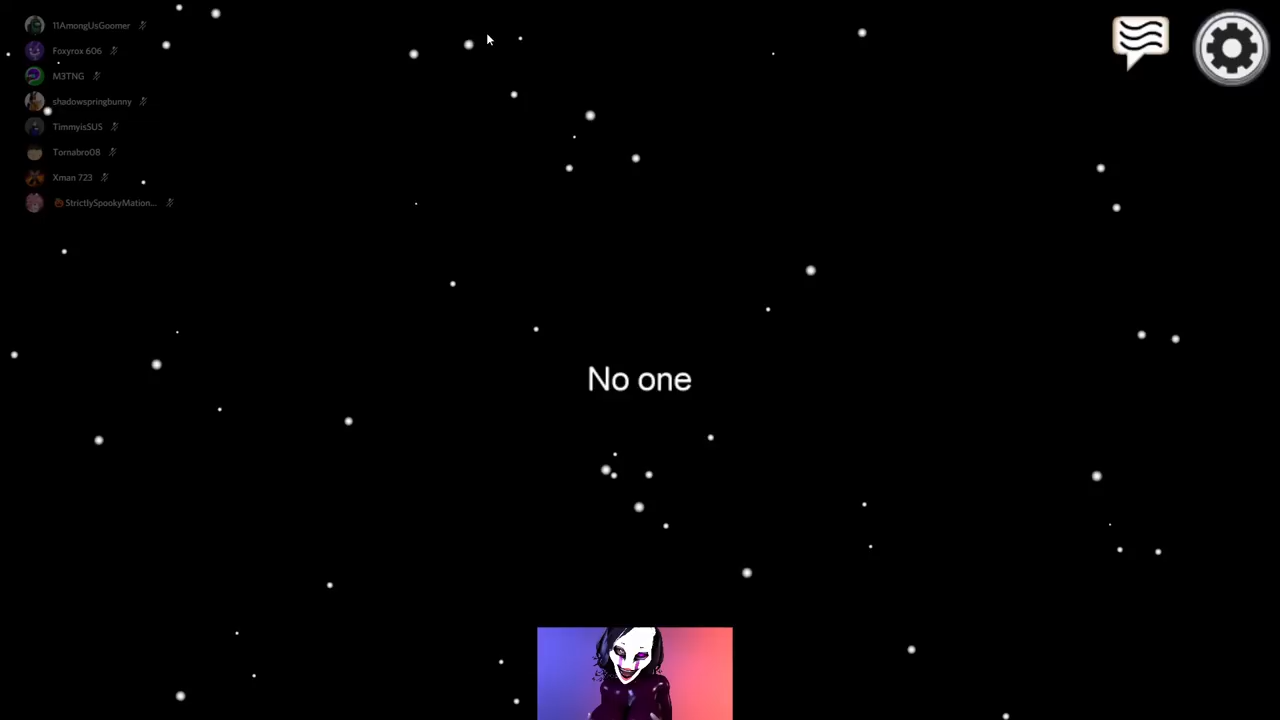 11AmongUsGoomer
Foxyrox 606
M3TNG
shadowspringbunny
TimmyisSUS
Tornabro08
Xman 723
StrictlySpookyMation...
No one